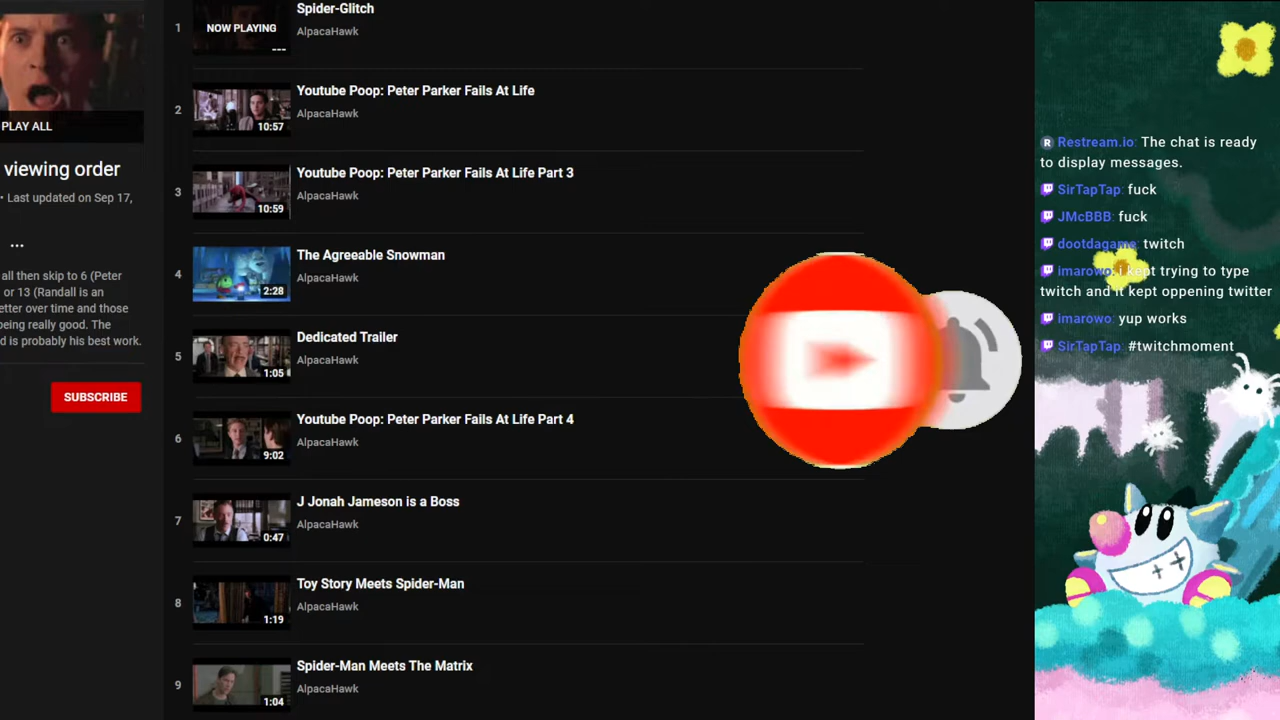 PLAY ALL
viewing order
• Last updated on Sep 17,
...
all then skip to 6 (Peter
or 13 (Randall is an
etter over time and those
being really good. The
d is probably his best work.
SUBSCRIBE
1
NOW PLAYING
---
Spider-Glitch
AlpacaHawk
2
10:57
Youtube Poop: Peter Parker Fails At Life
AlpacaHawk
3
10:59
Youtube Poop: Peter Parker Fails At Life Part 3
AlpacaHawk
4
2:28
The Agreeable Snowman
AlpacaHawk
5
1:05
Dedicated Trailer
AlpacaHawk
6
9:02
Youtube Poop: Peter Parker Fails At Life Part 4
AlpacaHawk
7
0:47
J Jonah Jameson is a Boss
AlpacaHawk
8
1:19
Toy Story Meets Spider-Man
AlpacaHawk
9
1:04
Spider-Man Meets The Matrix
AlpacaHawk
R Restream.io: The chat is ready
to display messages.
SirTapTap: fuck
JMcBBB: fuck
dootdagame: twitch
imarowo: i kept trying to type
twitch and it kept oppening twitter
imarowo: yup works
SirTapTap: #twitchmoment